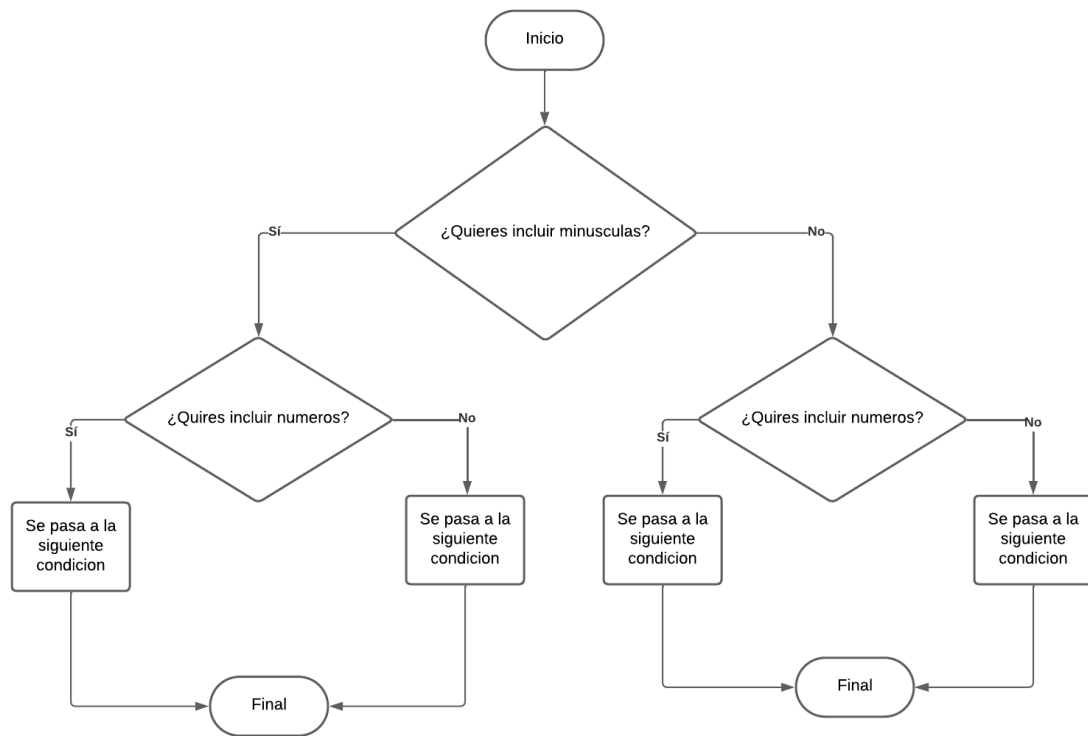 Inicio
¿Quieres incluir minusculas?
Sí
No
¿Quires incluir numeros?
¿Quires incluir numeros?
Sí
No
Sí
No
Se pasa a la
siguiente
condicion
Se pasa a la
siguiente
condicion
Se pasa a la
siguiente
condicion
Se pasa a la
siguiente
condicion
Final
Final